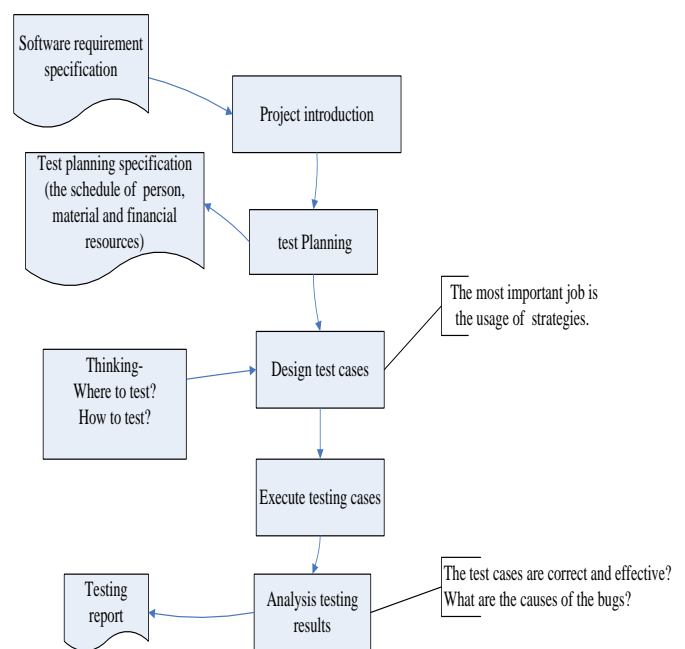 Software requirement
specification
Project introduction
Test planning specification
(the schedule of person,
material and financial
resources)
test Planning
The most important job is
the usage of strategies.
Thinking-
Where to test?
How to test?
Design test cases
Execute testing cases
The test cases are correct and effective?
What are the causes of the bugs?
Testing
report
Analysis testing
results